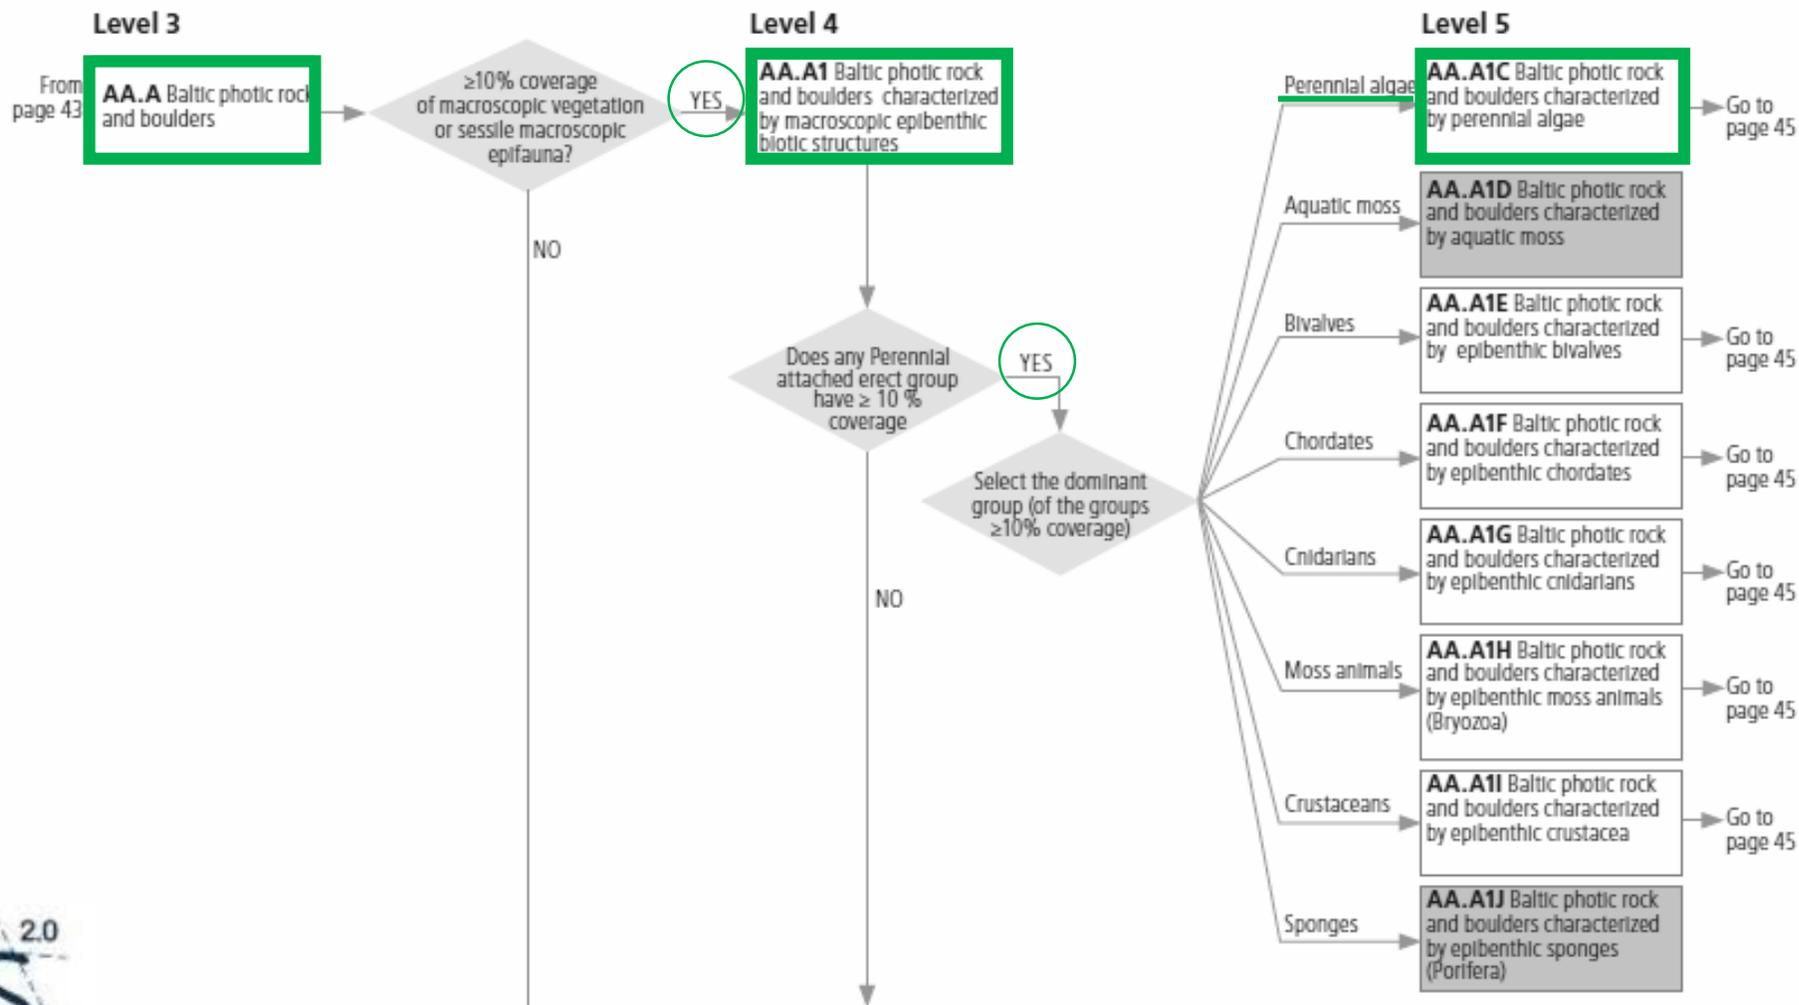 Level 3
Level 4
Level 5
From
page 43
AA.A Baltic photic rock
and boulders
≥10% coverage
of macroscopic vegetation
or sessile macroscopic
epifauna?
YES
NO
AA.A1 Baltic photic rock
and boulders characterized
by macroscopic epibenthic
biotic structures
Does any Perennial
attached erect group
have ≥ 10 %
coverage
YES
NO
Select the dominant
group (of the groups
≥10% coverage)
Perennial algae
AA.A1C Baltic photic rock
and boulders characterized
by perennial algae
Go to
page 45
Aquatic moss
AA.A1D Baltic photic rock
and boulders characterized
by aquatic moss
Bivalves
AA.A1E Baltic photic rock
and boulders characterized
by epibenthic bivalves
Go to
page 45
Chordates
AA.A1F Baltic photic rock
and boulders characterized
by epibenthic chordates
Go to
page 45
Cnidarians
AA.A1G Baltic photic rock
and boulders characterized
by epibenthic cnidarians
Go to
page 45
Moss animals
AA.A1H Baltic photic rock
and boulders characterized
by epibenthic moss animals
(Bryozoa)
Go to
page 45
Crustaceans
AA.A1I Baltic photic rock
and boulders characterized
by epibenthic crustacea
Go to
page 45
Sponges
AA.A1J Baltic photic rock
and boulders characterized
by epibenthic sponges
(Porifera)
2.0